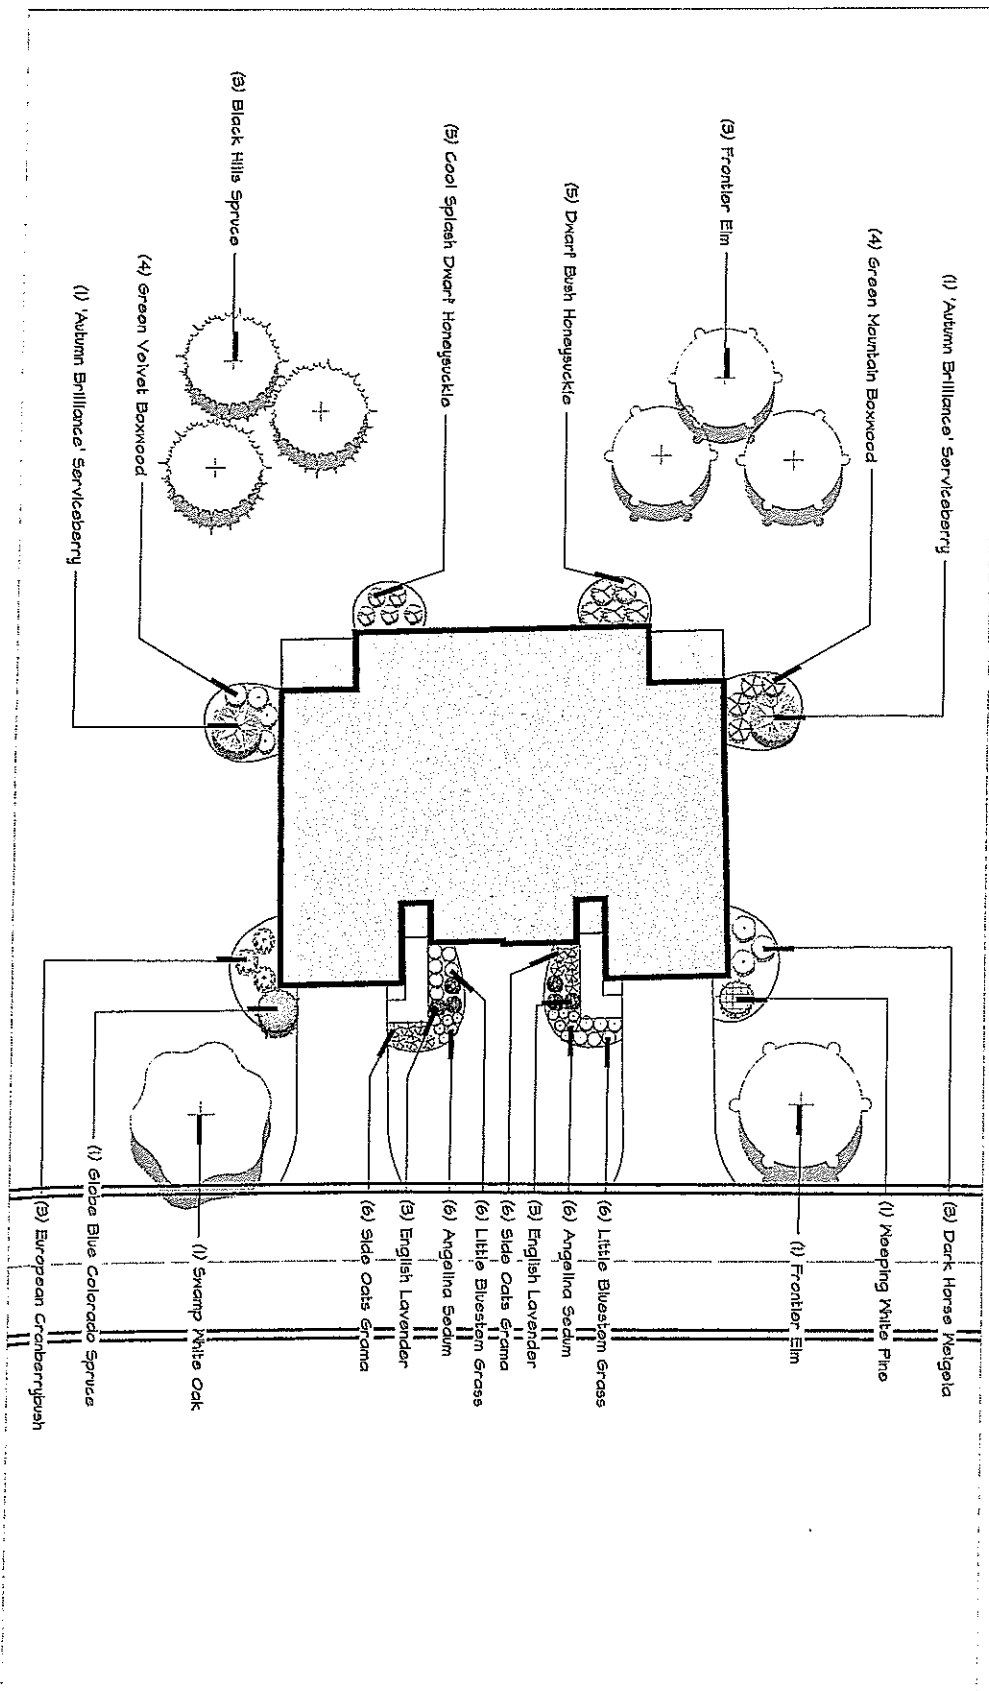 (1) 'Autumn Brilliance' Serviceberry
(4) Green Mountain Boxwood
(3) Frontier Elm
(5) Dwarf Bush Honeysuckle
(5) Cool Splash Dwarf Honeysuckle
(3) Black Hills Spruce
(4) Green Velvet Boxwood
(1) 'Autumn Brilliance' Serviceberry
(3) Dark Horse Weigela
(1) Weeping White Pine
(1) Frontier Elm
(6) Little Bluestem Grass
(6) Angelina Sedum
(3) English Lavender
(6) Side Oats Grama
(6) Little Bluestem Grass
(6) Angelina Sedum
(3) English Lavender
(6) Side Oats Grama
(1) Swamp White Oak
(1) Globe Blue Colorado Spruce
(3) European Cranberrybush